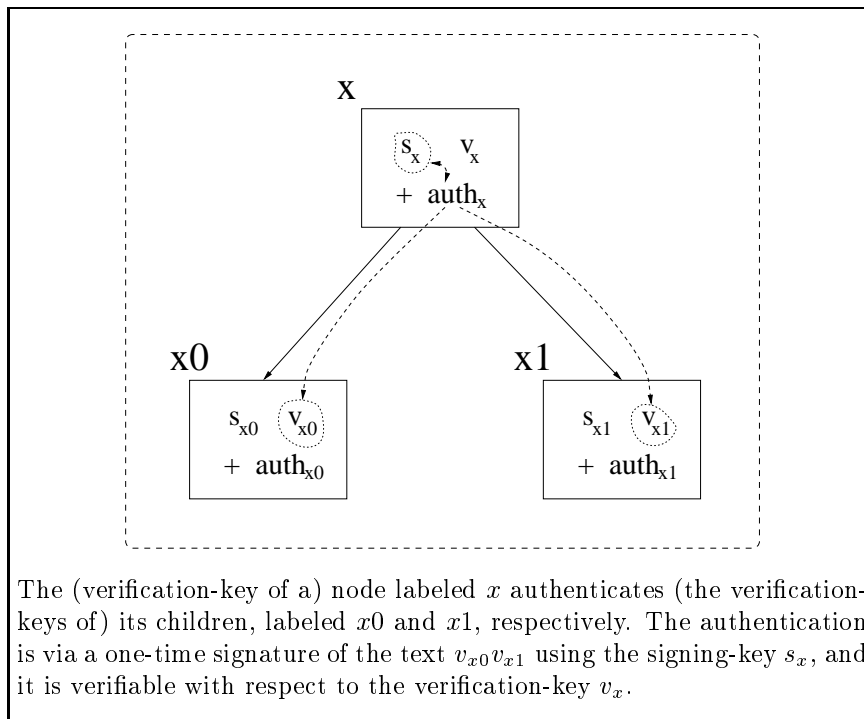 x
s_x v_x
+ auth_x
x0 x1
s_x0 v_x0 s_x1 v_x1
+ auth_x0 + auth_x1
The (verification-key of a) node labeled x authenticates (the verification-
keys of) its children, labeled x0 and x1, respectively. The authentication
is via a one-time signature of the text v_x0v_x1 using the signing-key s_x, and
it is verifiable with respect to the verification-key v_x.